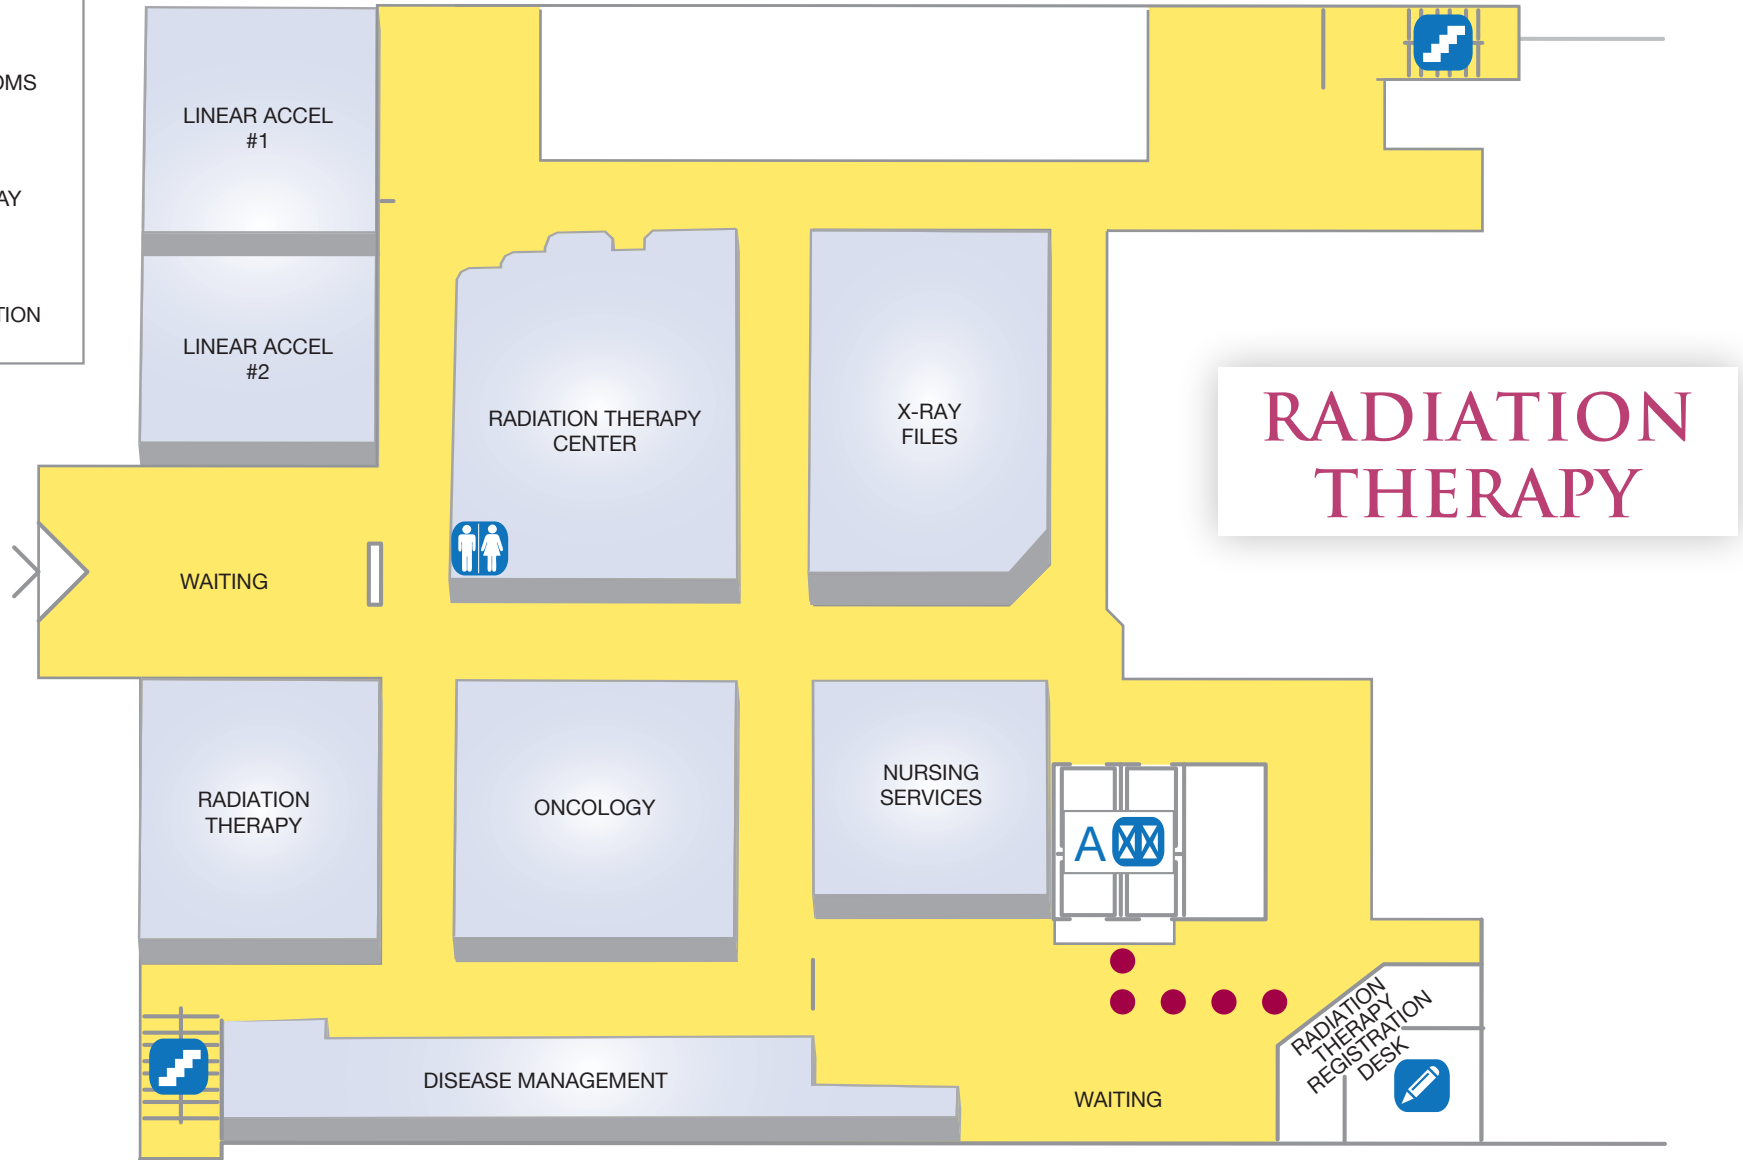 OMS
AY
TION
LINEAR ACCEL
#1
LINEAR ACCEL
#2
RADIATION THERAPY
CENTER
X-RAY
FILES
RADIATION
THERAPY
WAITING
RADIATION
THERAPY
ONCOLOGY
NURSING
SERVICES
A
RADIATION
THERAPY
REGISTRATION
DESK
DISEASE MANAGEMENT
WAITING